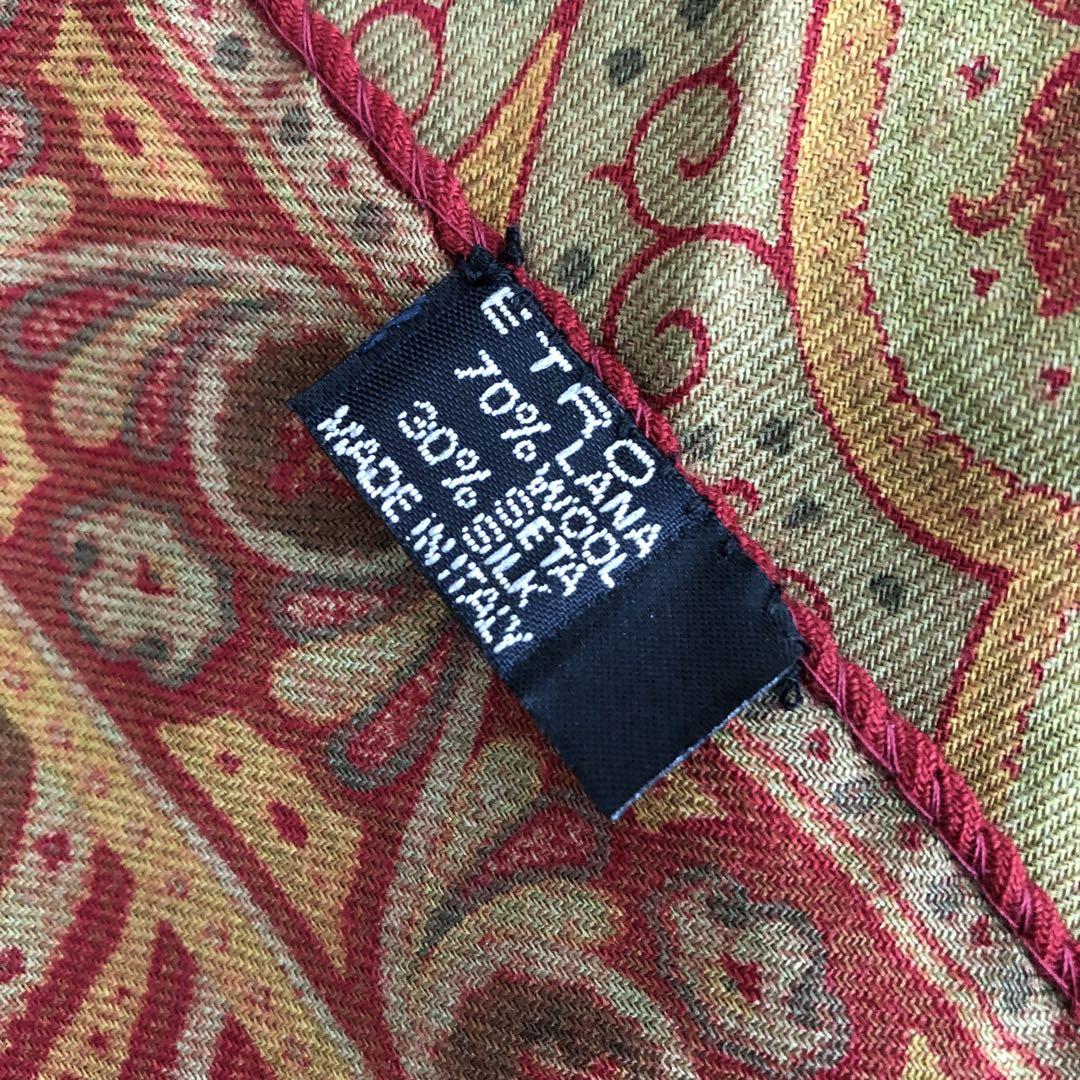 ETRO
70% LANA
WOOL
30% SETA
SILK
MADE IN ITALY